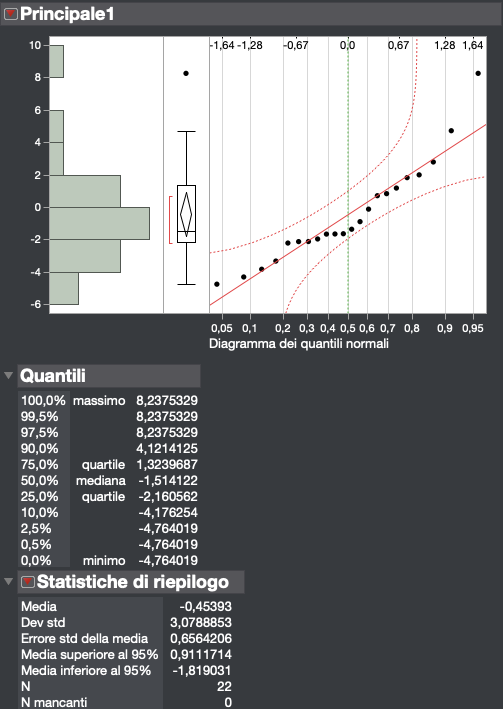 Principale1
10
8
6
4
2
0
-2
-4
-6
-1,64 -1,28 -0,67 0,0 0,67 1,28 1,64
0,05 0,1 0,2 0,3 0,4 0,5 0,6 0,7 0,8 0,9 0,95
Diagramma dei quantili normali
Quantili
100,0% massimo 8,2375329
99,5% 8,2375329
97,5% 8,2375329
90,0% 4,1214125
75,0% quartile 1,3239687
50,0% mediana -1,514122
25,0% quartile -2,160562
10,0% -4,176254
2,5% -4,764019
0,5% -4,764019
0,0% minimo -4,764019
Statistiche di riepilogo
Media -0,45393
Dev std 3,0788853
Errore std della media 0,6564206
Media superiore al 95% 0,9111714
Media inferiore al 95% -1,819031
N 22
N mancanti 0